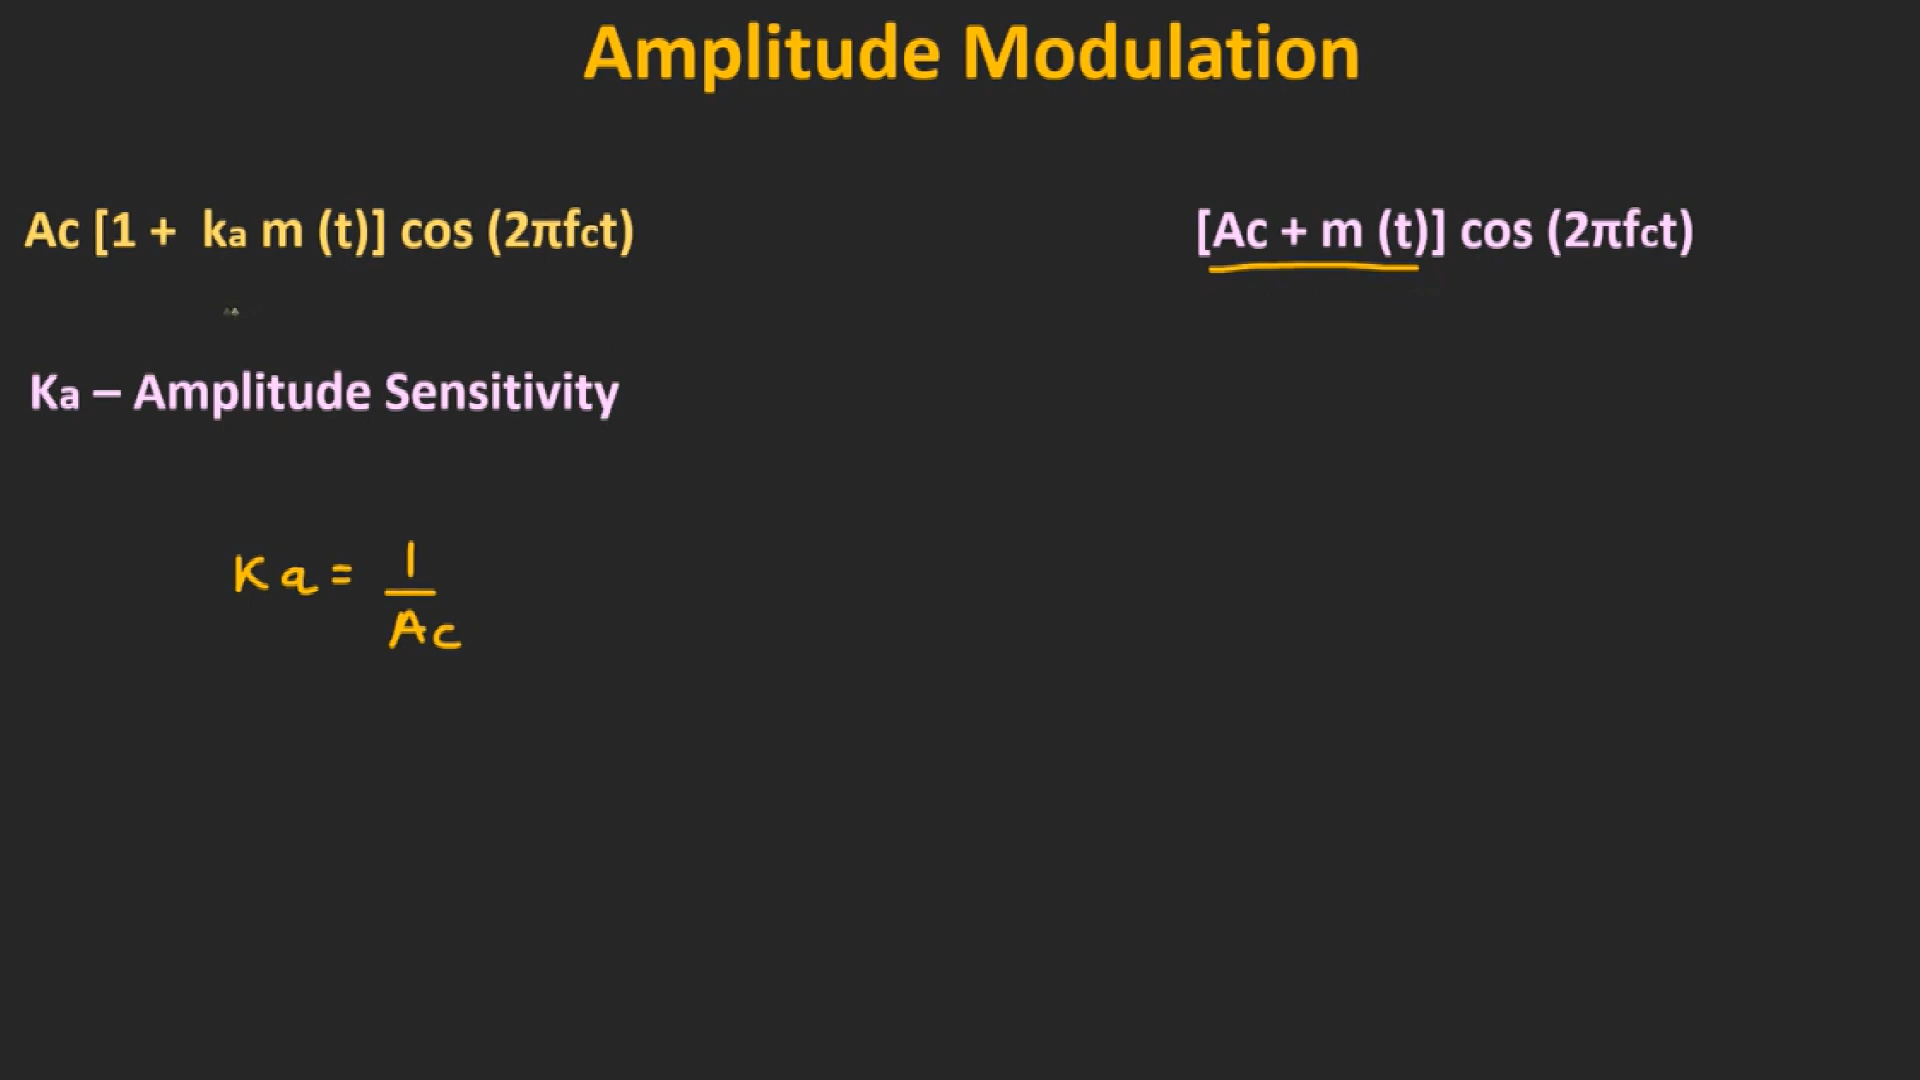 Amplitude Modulation
Ac [1 + ka m (t)] cos (2πfct)
[Ac + m (t)] cos (2πfct)
Ka – Amplitude Sensitivity
Ka = 1
Ac